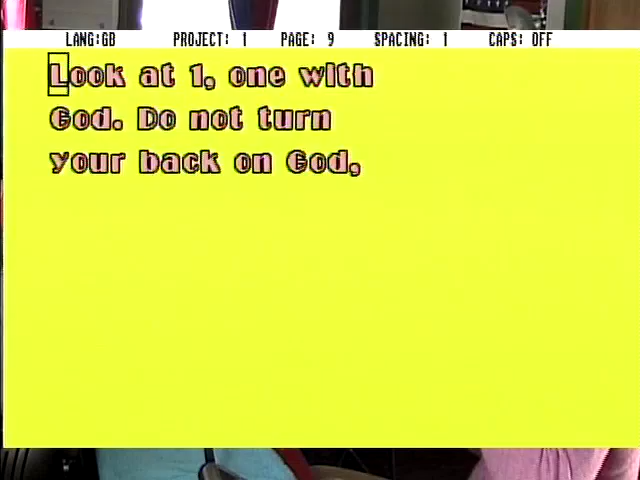 LANG:GB PROJECT: 1 PAGE: 9 SPACING: 1 CAPS: OFF
Look at 1, one with
God. Do not turn
your back on God,